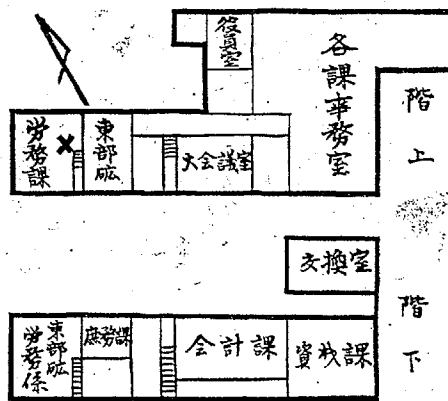 役員室
各課事務室
階上
労務課
東部砿
大会議室
交換室
階下
東部砿
労務係
庶務課
会計課
資材課